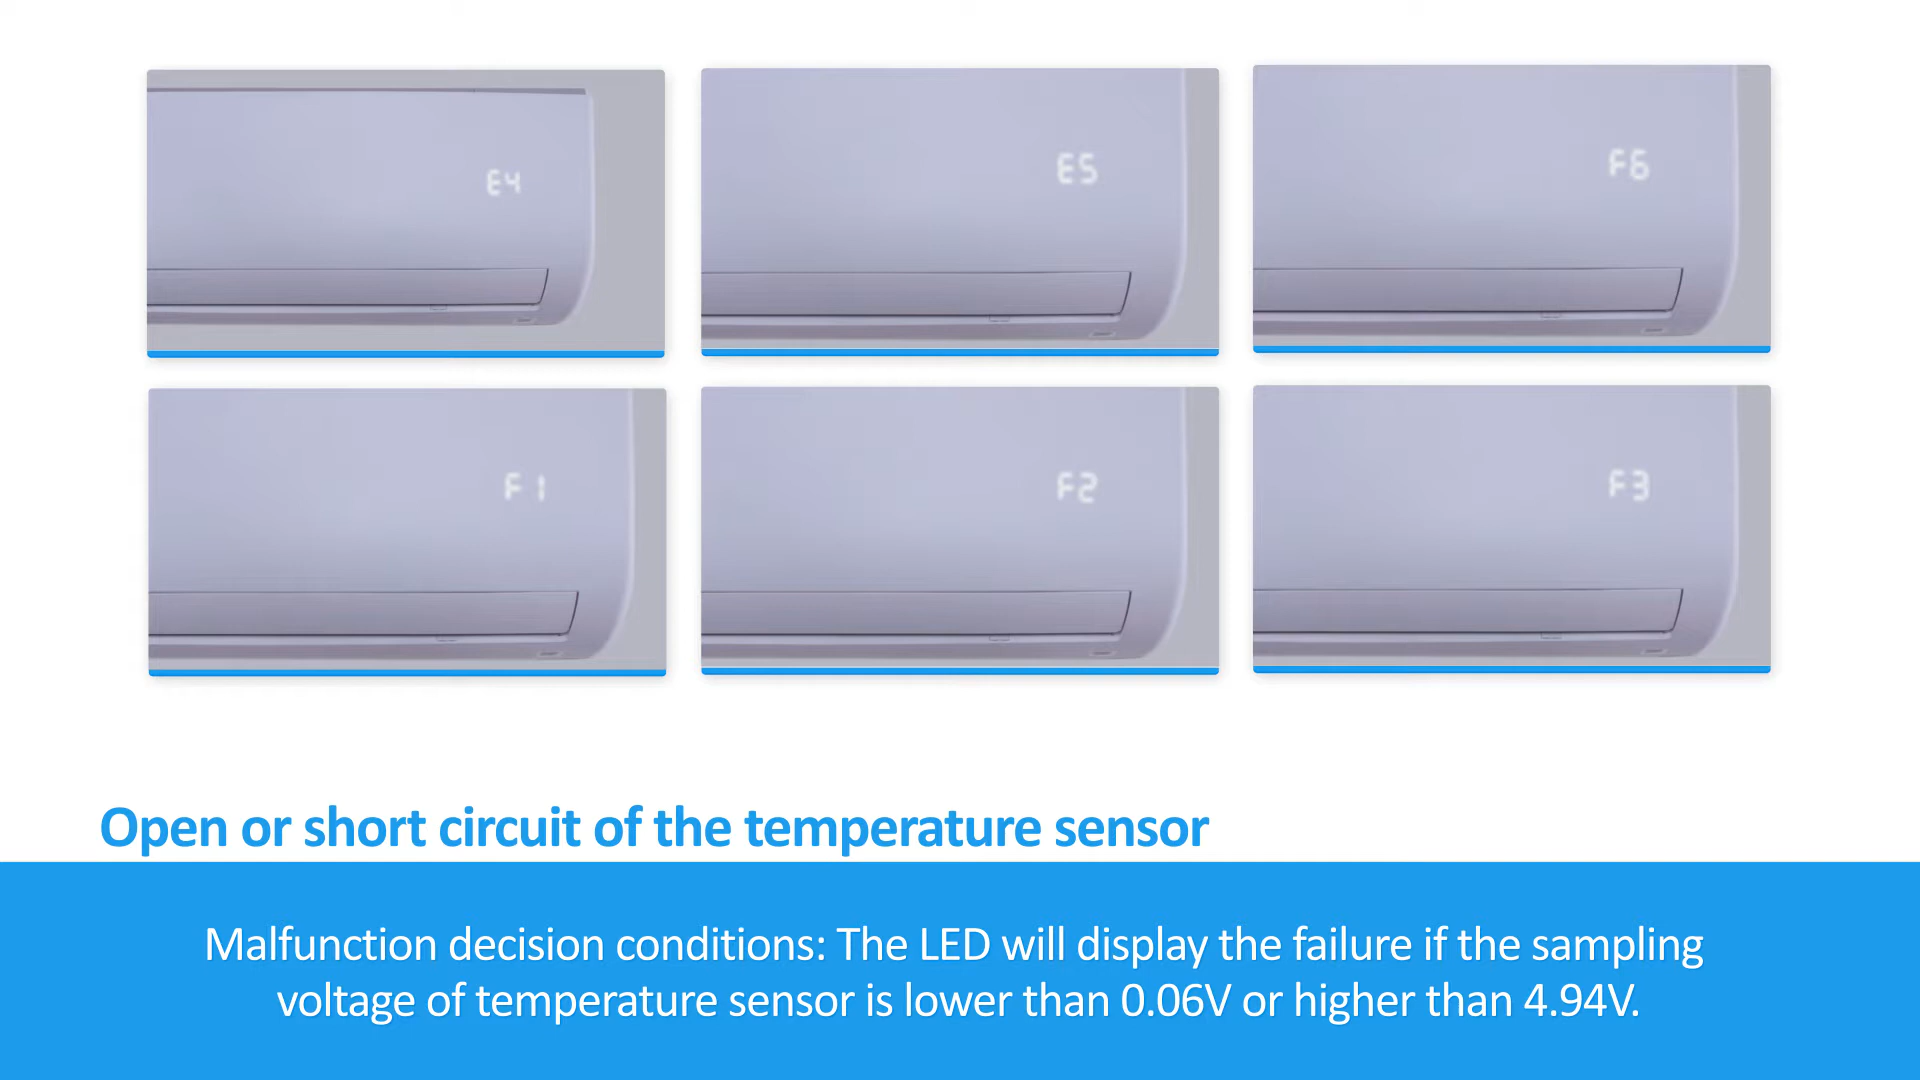 E4
E5
F6
F1
F2
F3
Open or short circuit of the temperature sensor
Malfunction decision conditions: The LED will display the failure if the sampling
voltage of temperature sensor is lower than 0.06V or higher than 4.94V.